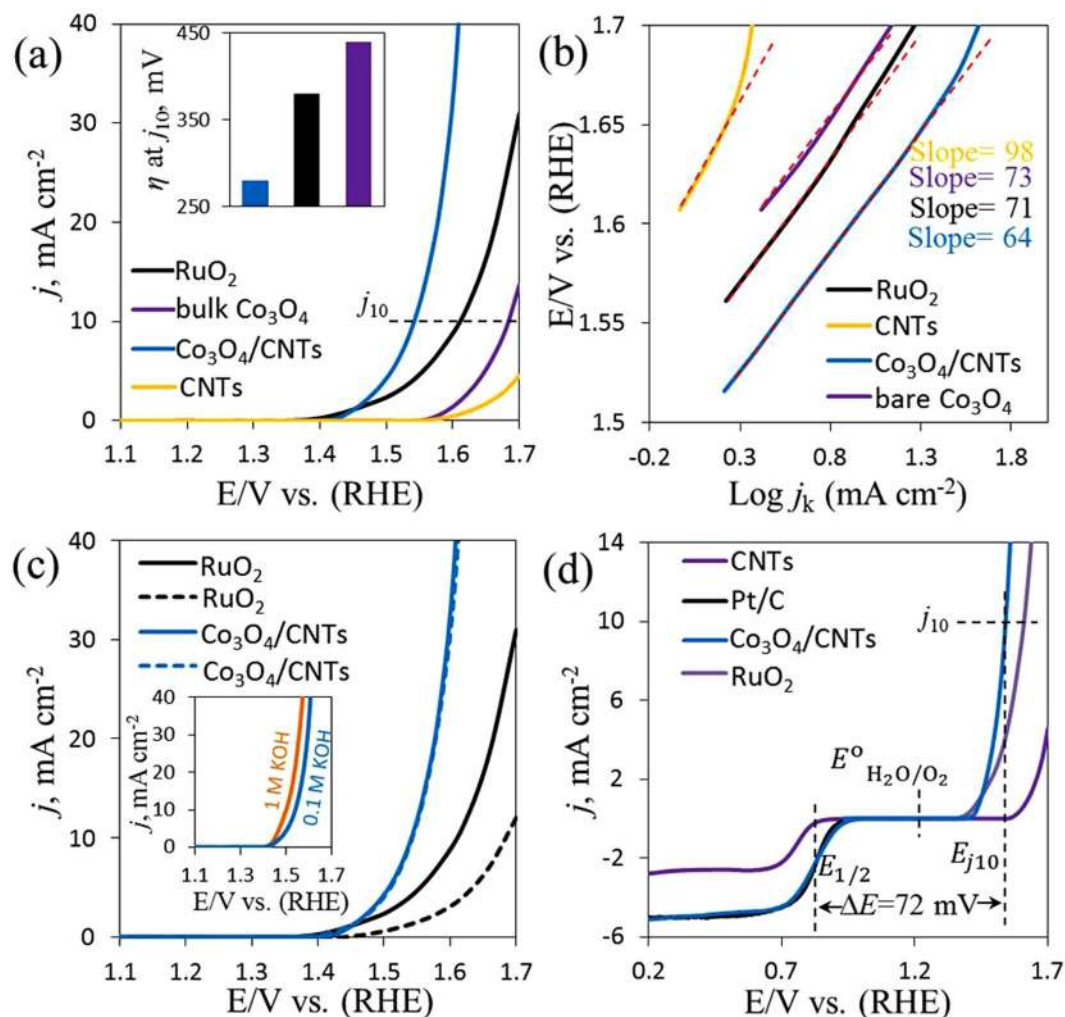 (a)
40
30
20
10
0
j, mA cm⁻²
450
350
250
η at j₁₀, mV
RuO₂
bulk Co₃O₄
Co₃O₄/CNTs
CNTs
j₁₀
1.1 1.2 1.3 1.4 1.5 1.6 1.7
E/V vs. (RHE)
(b)
1.7
1.65
1.6
1.55
1.5
E/V vs. (RHE)
Slope= 98
Slope= 73
Slope= 71
Slope= 64
RuO₂
CNTs
Co₃O₄/CNTs
bare Co₃O₄
-0.2 0.3 0.8 1.3 1.8
Log jₖ (mA cm⁻²)
(c)
40
30
20
10
0
j, mA cm⁻²
RuO₂
RuO₂
Co₃O₄/CNTs
Co₃O₄/CNTs
40
30
20
10
0
j, mA cm⁻²
1 M KOH
0.1 M KOH
1.1 1.3 1.5 1.7
E/V vs. (RHE)
1.1 1.2 1.3 1.4 1.5 1.6 1.7
E/V vs. (RHE)
(d)
14
10
6
2
-2
-6
j, mA cm⁻²
CNTs
Pt/C
Co₃O₄/CNTs
RuO₂
j₁₀
E° H₂O/O₂
E₁/₂
Eⱼ₁₀
ΔE=72 mV
0.2 0.7 1.2 1.7
E/V vs. (RHE)